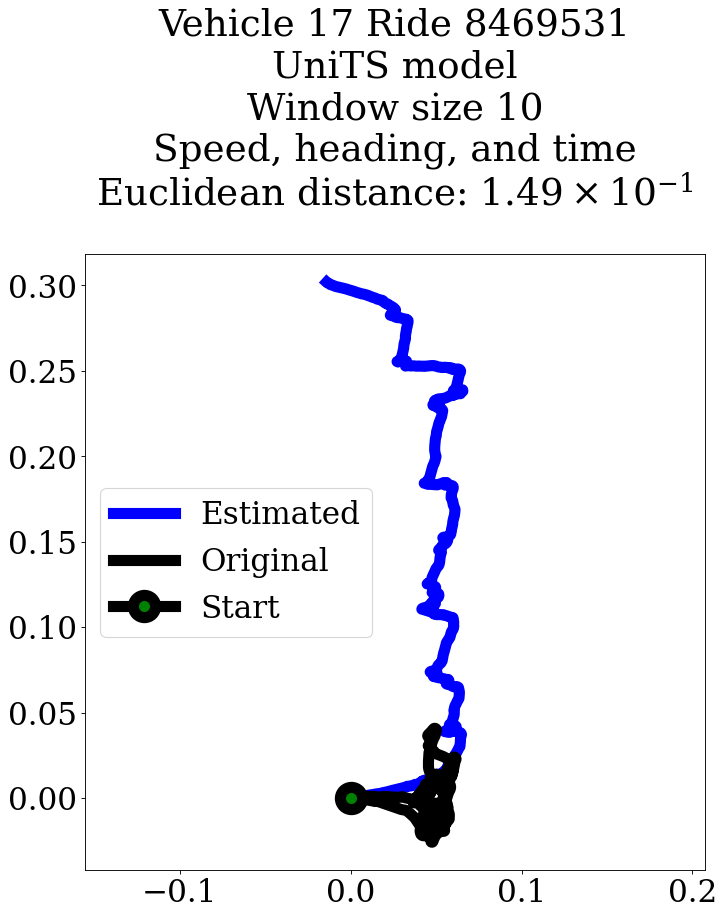 Vehicle 17 Ride 8469531
UniTS model
Window size 10
Speed, heading, and time
Euclidean distance: 1.49 × 10⁻¹
0.30
0.25
0.20
0.15
0.10
0.05
0.00
Estimated
Original
Start
−0.1
0.0
0.1
0.2